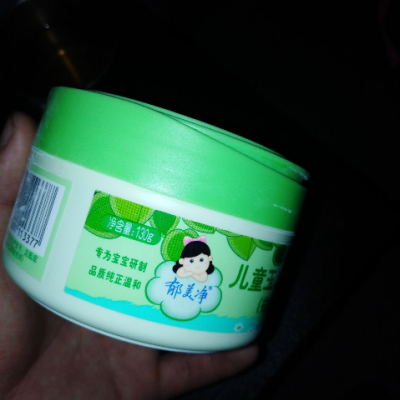 净含量:130g
专为宝宝研制
品质纯正温和
郁美净®
儿童